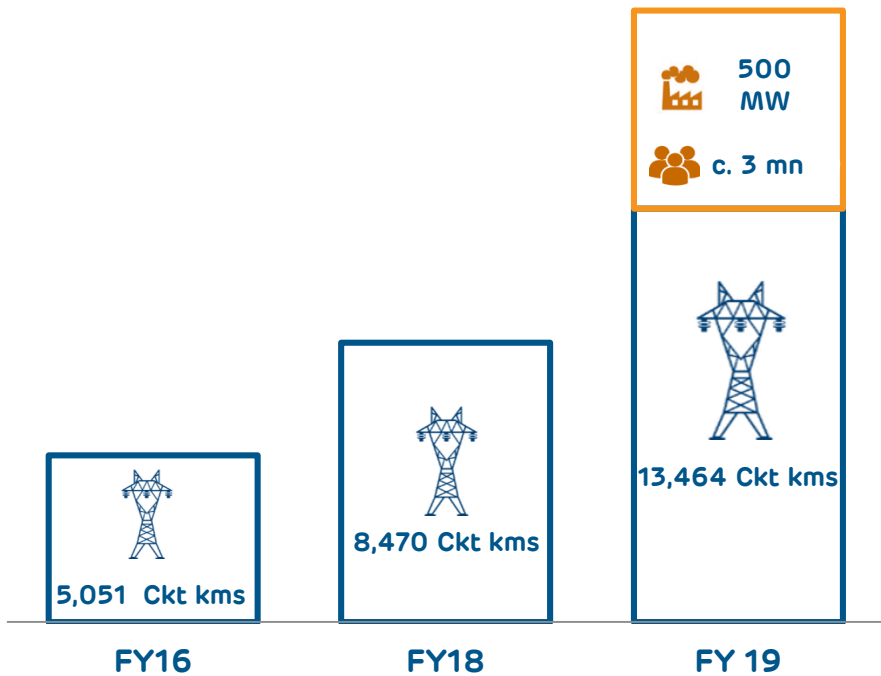 500
MW
c. 3 mn
13,464 Ckt kms
8,470 Ckt kms
5,051 Ckt kms
FY16
FY18
FY 19